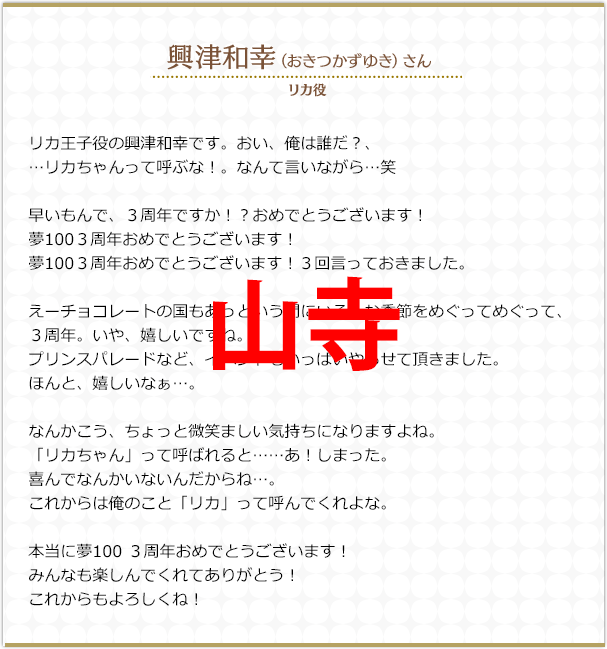 興津和幸（おきつかずゆき）さん
リカ役
リカ王子役の興津和幸です。おい、俺は誰だ？、
…リカちゃんって呼ぶな！。なんて言いながら…笑
早いもんで、３周年ですか！？おめでとうございます！
夢100３周年おめでとうございます！
夢100３周年おめでとうございます！３回言っておきました。
えーチョコレートの国もあっという間にいろ 季節をめぐってめぐって、
３周年。いや、嬉しいですね。
プリンスパレードなど、イ いっぱいや せて頂きました。
ほんと、嬉しいなぁ…。
山寺
なんかこう、ちょっと微笑ましい気持ちになりますよね。
「リカちゃん」って呼ばれると……あ！しまった。
喜んでなんかいないんだからね…。
これからは俺のこと「リカ」って呼んでくれよな。
本当に夢100 ３周年おめでとうございます！
みんなも楽しんでくれてありがとう！
これからもよろしくね！